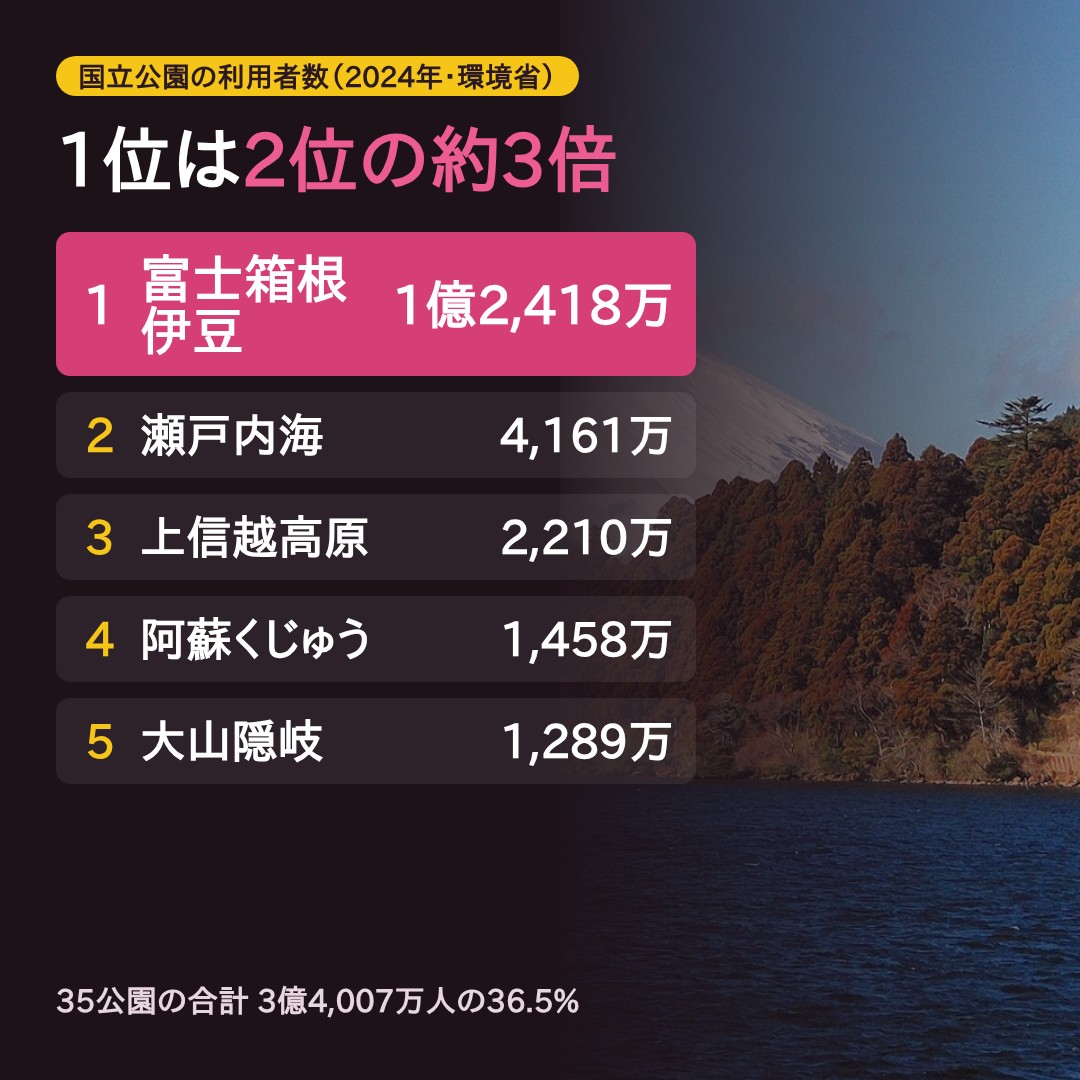 国立公園の利用者数(2024年・環境省)
1位は2位の約3倍
1 富士箱根伊豆 1億2,418万
2 瀬戸内海 4,161万
3 上信越高原 2,210万
4 阿蘇くじゅう 1,458万
5 大山隠岐 1,289万
35公園の合計 3億4,007万人の36.5%